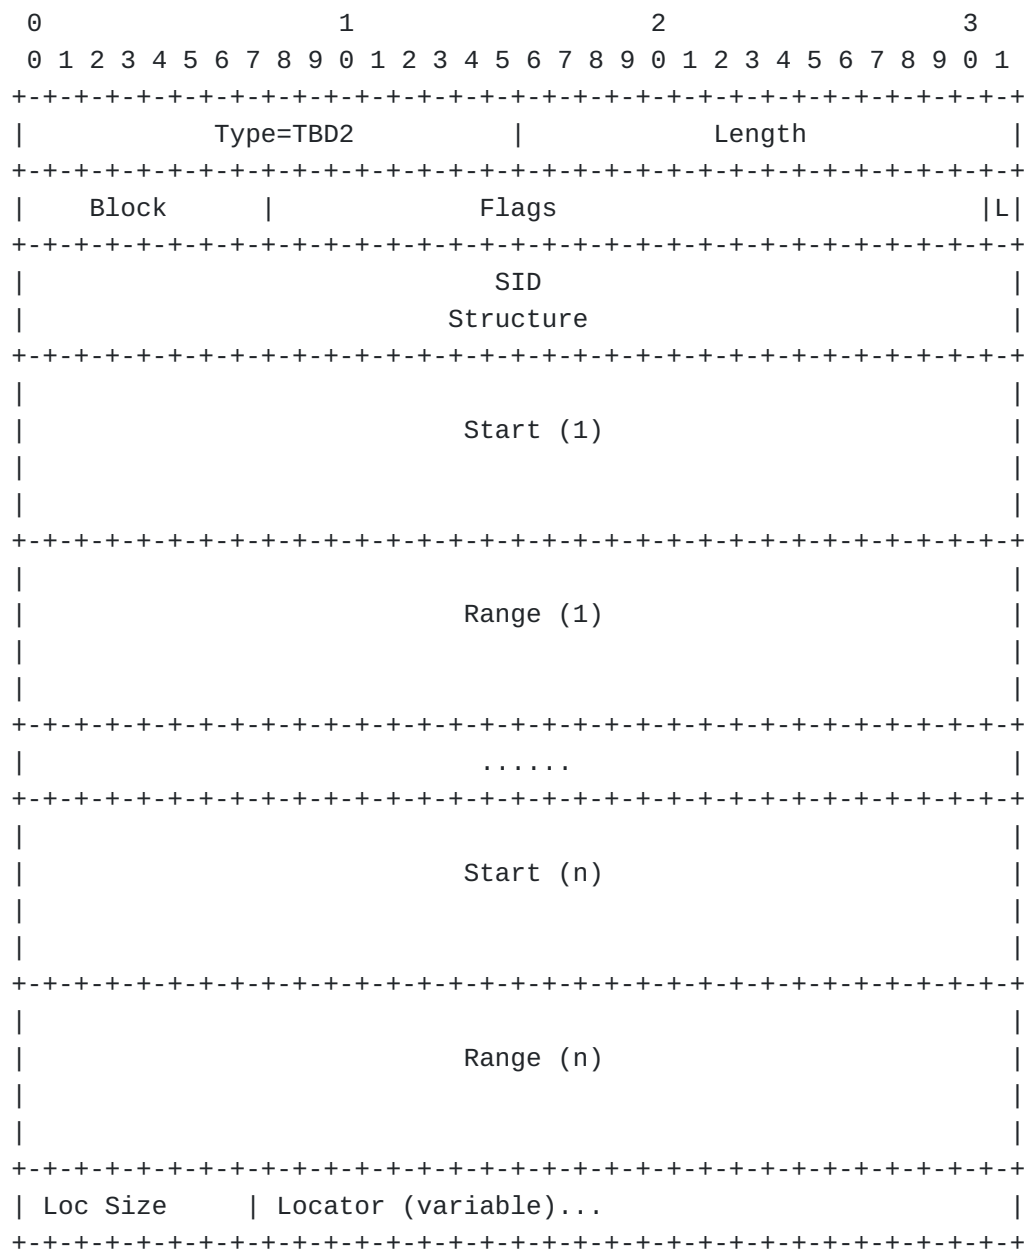 0                   1                   2                   3
 0 1 2 3 4 5 6 7 8 9 0 1 2 3 4 5 6 7 8 9 0 1 2 3 4 5 6 7 8 9 0 1
+-+-+-+-+-+-+-+-+-+-+-+-+-+-+-+-+-+-+-+-+-+-+-+-+-+-+-+-+-+-+-+-+
|            Type=TBD2          |            Length             |
+-+-+-+-+-+-+-+-+-+-+-+-+-+-+-+-+-+-+-+-+-+-+-+-+-+-+-+-+-+-+-+-+
|    Block      |             Flags                           |L|
+-+-+-+-+-+-+-+-+-+-+-+-+-+-+-+-+-+-+-+-+-+-+-+-+-+-+-+-+-+-+-+-+
|                              SID                              |
|                           Structure                           |
+-+-+-+-+-+-+-+-+-+-+-+-+-+-+-+-+-+-+-+-+-+-+-+-+-+-+-+-+-+-+-+-+
|                                                               |
|                            Start (1)                          |
|                                                               |
|                                                               |
+-+-+-+-+-+-+-+-+-+-+-+-+-+-+-+-+-+-+-+-+-+-+-+-+-+-+-+-+-+-+-+-+
|                                                               |
|                            Range (1)                          |
|                                                               |
|                                                               |
+-+-+-+-+-+-+-+-+-+-+-+-+-+-+-+-+-+-+-+-+-+-+-+-+-+-+-+-+-+-+-+-+
|                             ......                            |
+-+-+-+-+-+-+-+-+-+-+-+-+-+-+-+-+-+-+-+-+-+-+-+-+-+-+-+-+-+-+-+-+
|                                                               |
|                            Start (n)                          |
|                                                               |
|                                                               |
+-+-+-+-+-+-+-+-+-+-+-+-+-+-+-+-+-+-+-+-+-+-+-+-+-+-+-+-+-+-+-+-+
|                                                               |
|                            Range (n)                          |
|                                                               |
|                                                               |
+-+-+-+-+-+-+-+-+-+-+-+-+-+-+-+-+-+-+-+-+-+-+-+-+-+-+-+-+-+-+-+-+
| Loc Size     | Locator (variable)...                          |
+-+-+-+-+-+-+-+-+-+-+-+-+-+-+-+-+-+-+-+-+-+-+-+-+-+-+-+-+-+-+-+-+